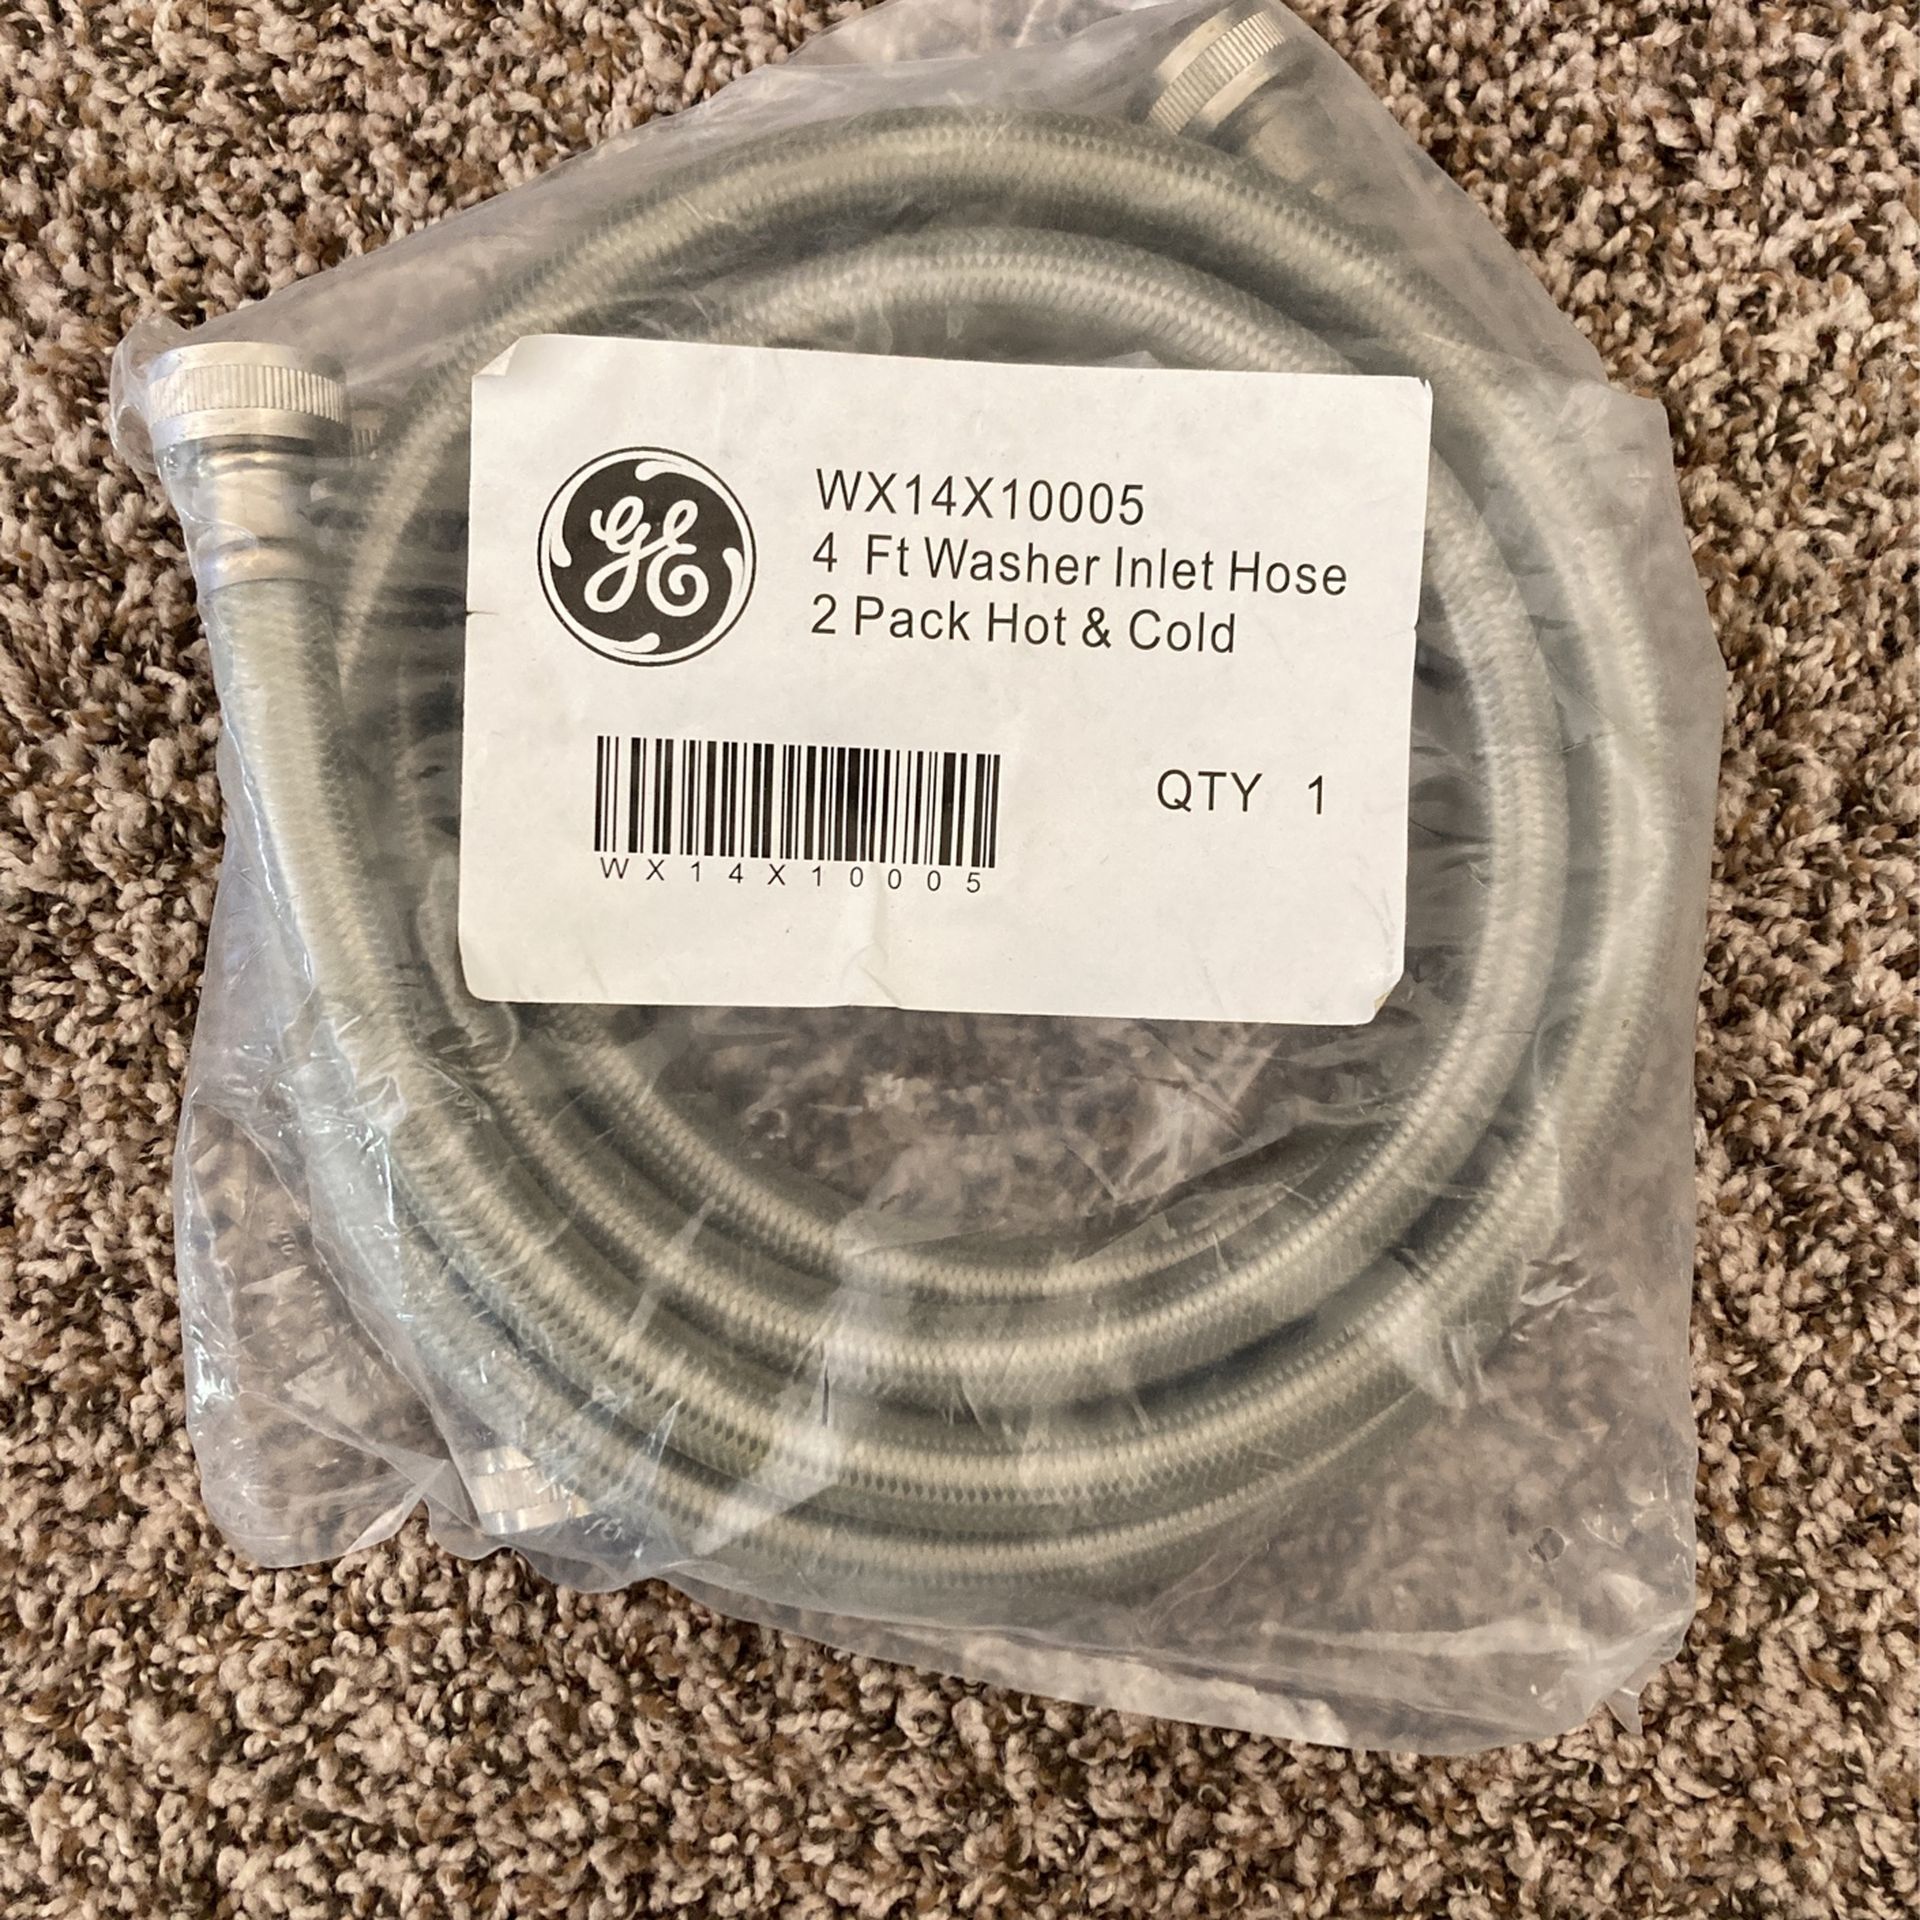 GE
WX14X10005
4 Ft Washer Inlet Hose
2 Pack Hot & Cold
QTY 1
WX14X10005